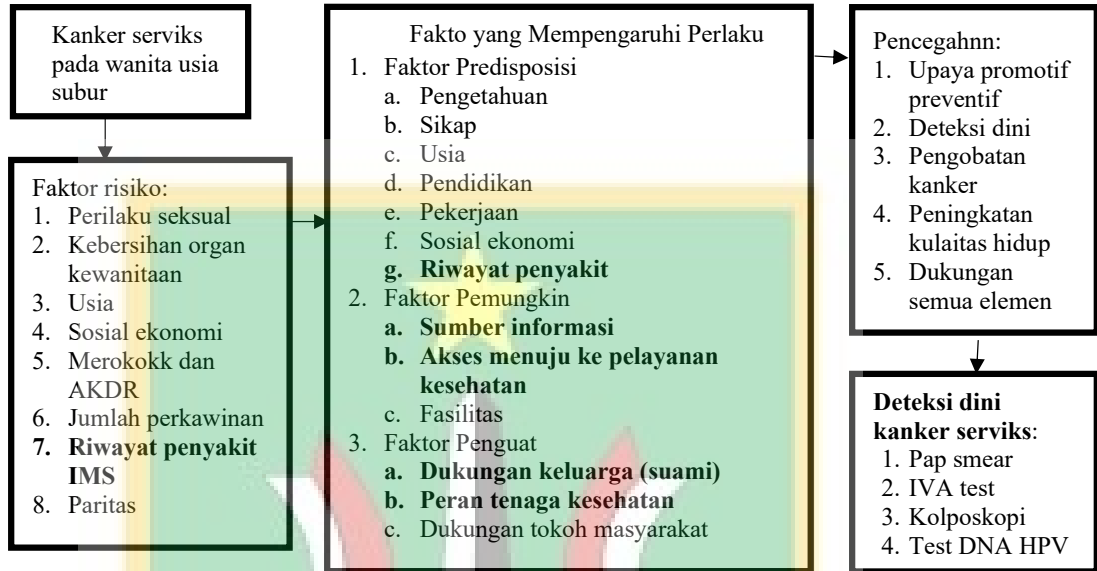 Kanker serviks
pada wanita usia
subur
Faktor risiko:
1. Perilaku seksual
2. Kebersihan organ
kewanitaan
3. Usia
4. Sosial ekonomi
5. Merokokk dan
AKDR
6. Jumlah perkawinan
7. Riwayat penyakit
IMS
8. Paritas
Fakto yang Mempengaruhi Perlaku
1. Faktor Predisposisi
a. Pengetahuan
b. Sikap
c. Usia
d. Pendidikan
e. Pekerjaan
f. Sosial ekonomi
g. Riwayat penyakit
2. Faktor Pemungkin
a. Sumber informasi
b. Akses menuju ke pelayanan
kesehatan
c. Fasilitas
3. Faktor Penguat
a. Dukungan keluarga (suami)
b. Peran tenaga kesehatan
c. Dukungan tokoh masyarakat
Pencegahnn:
1. Upaya promotif
preventif
2. Deteksi dini
3. Pengobatan
kanker
4. Peningkatan
kulaitas hidup
5. Dukungan
semua elemen
Deteksi dini
kanker serviks:
1. Pap smear
2. IVA test
3. Kolposkopi
4. Test DNA HPV